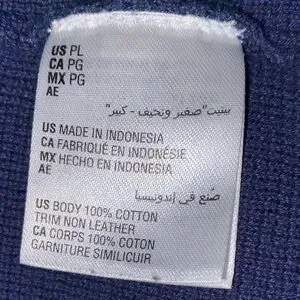 US PL
CA PG
MX PG
AE
بيتيت"صغير ونحيف - كبير"
US MADE IN INDONESIA
CA FABRIQUÉ EN INDONÉSIE
MX HECHO EN INDONESIA
AE
صُنع في إندونيسيا
US BODY 100% COTTON
TRIM NON LEATHER
CA CORPS 100% COTON
GARNITURE SIMILICUIR